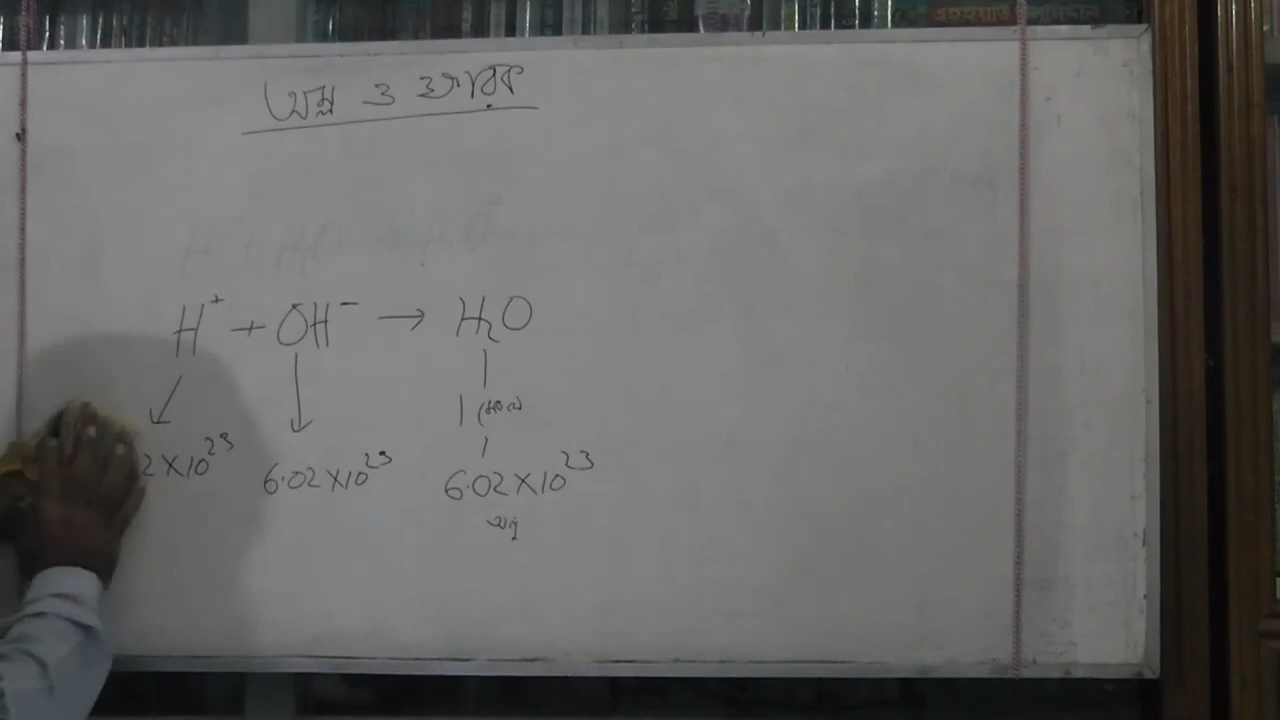 অম্ল ও ক্ষারক
H⁺ + OH⁻ → H₂O
1 মোল
2×10²³ 6.02×10²³ 6.02×10²³
অণু